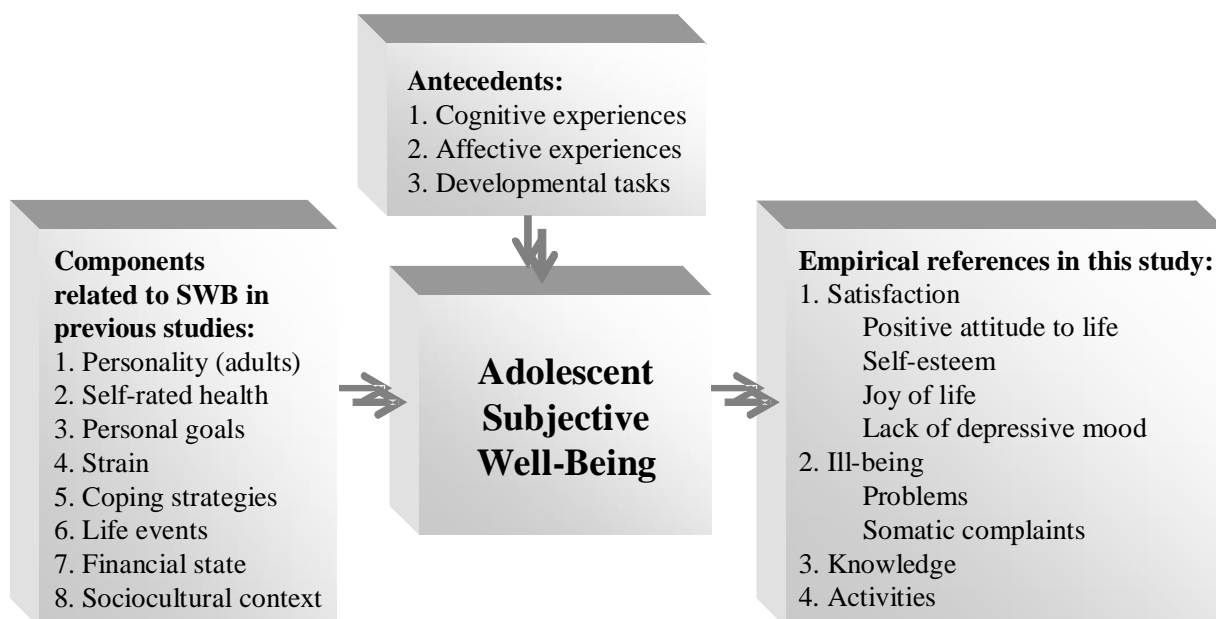 Antecedents:
1. Cognitive experiences
2. Affective experiences
3. Developmental tasks
Components
related to SWB in
previous studies:
1. Personality (adults)
2. Self-rated health
3. Personal goals
4. Strain
5. Coping strategies
6. Life events
7. Financial state
8. Sociocultural context
Adolescent
Subjective
Well-Being
Empirical references in this study:
1. Satisfaction
Positive attitude to life
Self-esteem
Joy of life
Lack of depressive mood
2. Ill-being
Problems
Somatic complaints
3. Knowledge
4. Activities